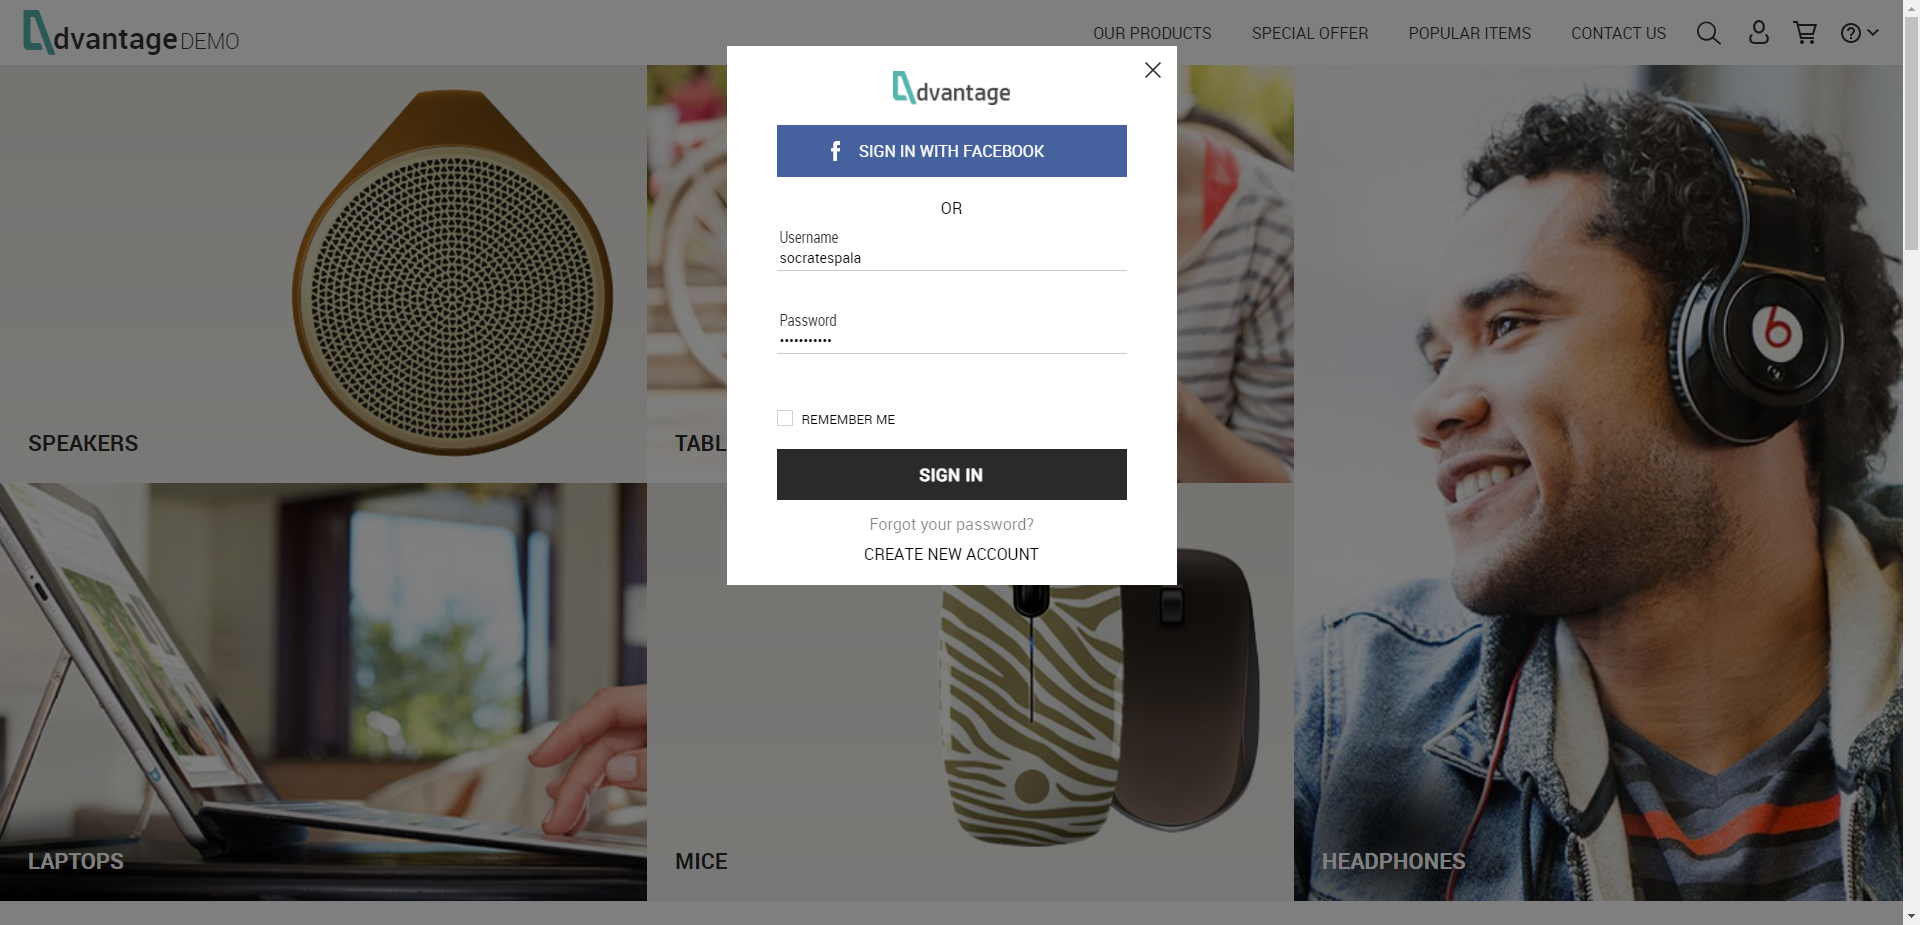 dvantage DEMO
OUR PRODUCTS SPECIAL OFFER POPULAR ITEMS CONTACT US
dvantage
SIGN IN WITH FACEBOOK
OR
Username
socratespala
Password
•••••••••••
REMEMBER ME
SIGN IN
Forgot your password?
CREATE NEW ACCOUNT
SPEAKERS
TABL
LAPTOPS
MICE
HEADPHONES